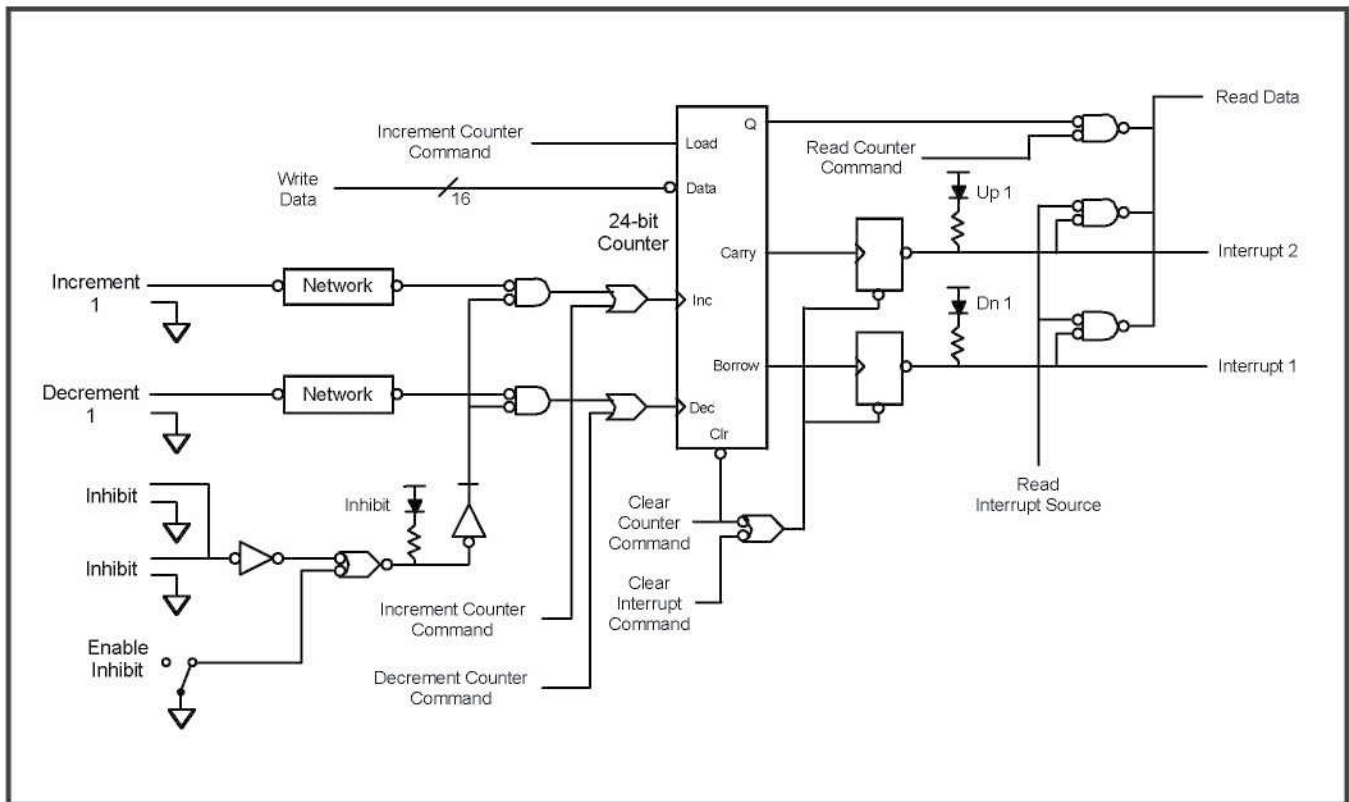 Read Data
Q
Increment Counter
Command
Load
Read Counter
Command
Write
Data
16
Data
Up 1
24-bit
Counter
Carry
Interrupt 2
Increment
1
Network
Inc
Dn 1
Borrow
Interrupt 1
Decrement
1
Network
Dec
Clr
Inhibit
Inhibit
Read
Interrupt Source
Clear
Counter
Command
Inhibit
Clear
Interrupt
Command
Increment Counter
Command
Enable
Inhibit
Decrement Counter
Command